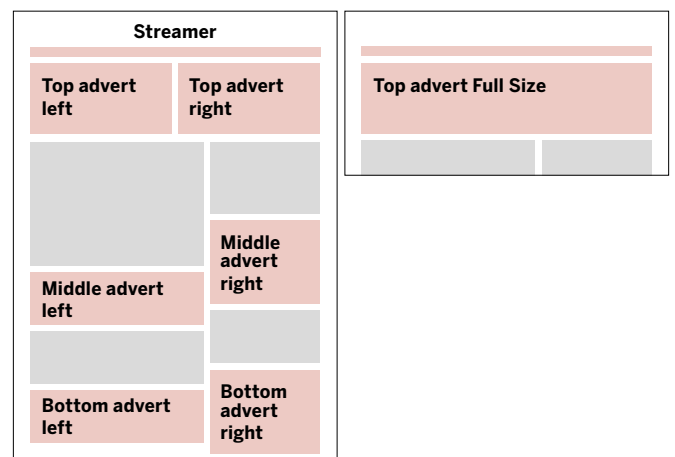 Streamer
Top advert
left
Top advert
right
Middle
advert
right
Middle advert
left
Bottom advert
left
Bottom
advert
right
Top advert Full Size